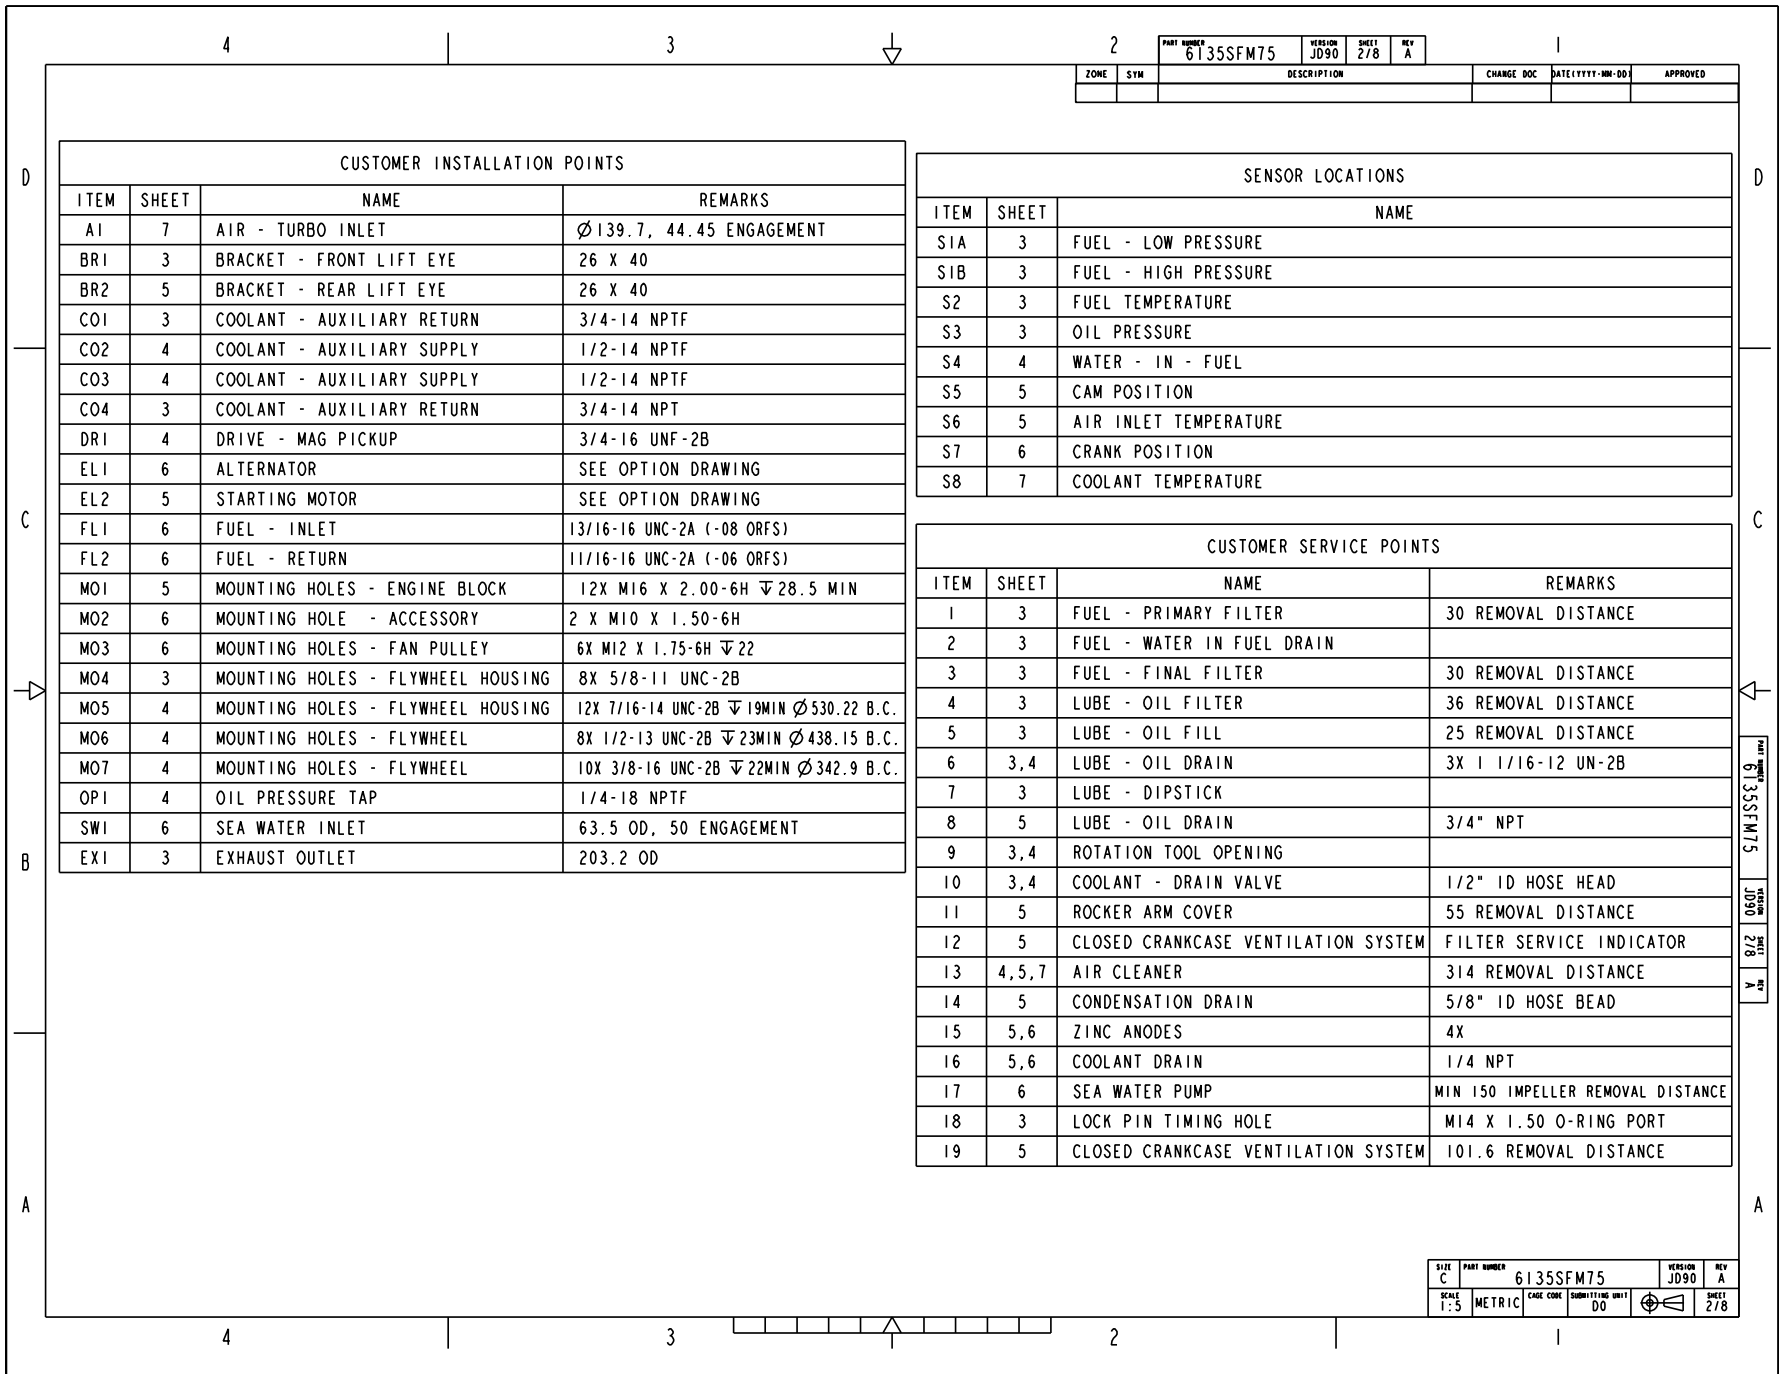 4 3 2 1
PART NUMBER 6135SFM75 VERSION JD90 SHEET 2/8 REV A
ZONE SYM DESCRIPTION CHANGE DOC DATE(YYYY-MM-DD) APPROVED
D D
CUSTOMER INSTALLATION POINTS
ITEM SHEET NAME REMARKS
A1 7 AIR - TURBO INLET Ø139.7, 44.45 ENGAGEMENT
BR1 3 BRACKET - FRONT LIFT EYE 26 X 40
BR2 5 BRACKET - REAR LIFT EYE 26 X 40
CO1 3 COOLANT - AUXILIARY RETURN 3/4-14 NPTF
CO2 4 COOLANT - AUXILIARY SUPPLY 1/2-14 NPTF
CO3 4 COOLANT - AUXILIARY SUPPLY 1/2-14 NPTF
CO4 3 COOLANT - AUXILIARY RETURN 3/4-14 NPT
DR1 4 DRIVE - MAG PICKUP 3/4-16 UNF-2B
EL1 6 ALTERNATOR SEE OPTION DRAWING
EL2 5 STARTING MOTOR SEE OPTION DRAWING
FL1 6 FUEL - INLET 13/16-16 UNC-2A (-08 ORFS)
FL2 6 FUEL - RETURN 11/16-16 UNC-2A (-06 ORFS)
MO1 5 MOUNTING HOLES - ENGINE BLOCK 12X M16 X 2.00-6H ↧28.5 MIN
MO2 6 MOUNTING HOLE - ACCESSORY 2 X M10 X 1.50-6H
MO3 6 MOUNTING HOLES - FAN PULLEY 6X M12 X 1.75-6H ↧22
MO4 3 MOUNTING HOLES - FLYWHEEL HOUSING 8X 5/8-11 UNC-2B
MO5 4 MOUNTING HOLES - FLYWHEEL HOUSING 12X 7/16-14 UNC-2B ↧19MIN Ø530.22 B.C.
MO6 4 MOUNTING HOLES - FLYWHEEL 8X 1/2-13 UNC-2B ↧23MIN Ø438.15 B.C.
MO7 4 MOUNTING HOLES - FLYWHEEL 10X 3/8-16 UNC-2B ↧22MIN Ø342.9 B.C.
OP1 4 OIL PRESSURE TAP 1/4-18 NPTF
SW1 6 SEA WATER INLET 63.5 OD, 50 ENGAGEMENT
EX1 3 EXHAUST OUTLET 203.2 OD
SENSOR LOCATIONS
ITEM SHEET NAME
S1A 3 FUEL - LOW PRESSURE
S1B 3 FUEL - HIGH PRESSURE
S2 3 FUEL TEMPERATURE
S3 3 OIL PRESSURE
S4 4 WATER - IN - FUEL
S5 5 CAM POSITION
S6 5 AIR INLET TEMPERATURE
S7 6 CRANK POSITION
S8 7 COOLANT TEMPERATURE
C C
CUSTOMER SERVICE POINTS
ITEM SHEET NAME REMARKS
1 3 FUEL - PRIMARY FILTER 30 REMOVAL DISTANCE
2 3 FUEL - WATER IN FUEL DRAIN
3 3 FUEL - FINAL FILTER 30 REMOVAL DISTANCE
4 3 LUBE - OIL FILTER 36 REMOVAL DISTANCE
5 3 LUBE - OIL FILL 25 REMOVAL DISTANCE
6 3,4 LUBE - OIL DRAIN 3X 1 1/16-12 UN-2B
7 3 LUBE - DIPSTICK
8 5 LUBE - OIL DRAIN 3/4" NPT
9 3,4 ROTATION TOOL OPENING
10 3,4 COOLANT - DRAIN VALVE 1/2" ID HOSE HEAD
11 5 ROCKER ARM COVER 55 REMOVAL DISTANCE
12 5 CLOSED CRANKCASE VENTILATION SYSTEM FILTER SERVICE INDICATOR
13 4,5,7 AIR CLEANER 314 REMOVAL DISTANCE
14 5 CONDENSATION DRAIN 5/8" ID HOSE BEAD
15 5,6 ZINC ANODES 4X
16 5,6 COOLANT DRAIN 1/4 NPT
17 6 SEA WATER PUMP MIN 150 IMPELLER REMOVAL DISTANCE
18 3 LOCK PIN TIMING HOLE M14 X 1.50 O-RING PORT
19 5 CLOSED CRANKCASE VENTILATION SYSTEM 101.6 REMOVAL DISTANCE
PART NUMBER 6135SFM75 VERSION JD90 SHEET 2/8 REV A
B
A A
SIZE C PART NUMBER 6135SFM75 VERSION JD90 REV A
SCALE 1:5 METRIC CAGE CODE SUBMITTING UNIT D0 SHEET 2/8
4 3 2 1